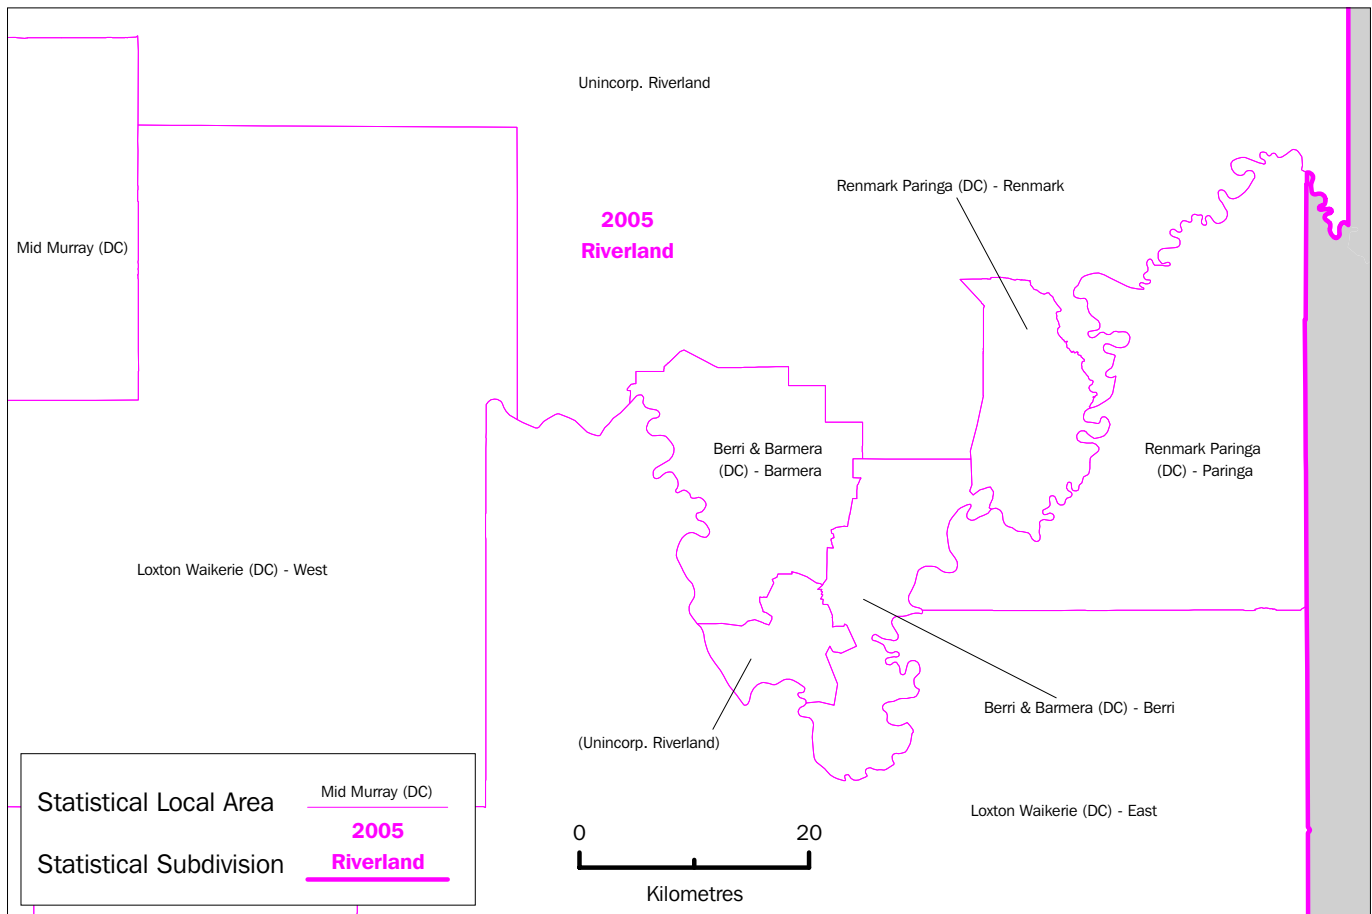 Unincorp. Riverland
Renmark Paringa (DC) - Renmark
2005
Riverland
Mid Murray (DC)
Berri & Barmera
(DC) - Barmera
Renmark Paringa
(DC) - Paringa
Loxton Waikerie (DC) - West
Berri & Barmera (DC) - Berri
(Unincorp. Riverland)
Loxton Waikerie (DC) - East
Statistical Local Area
Mid Murray (DC)
2005
Riverland
Statistical Subdivision
0 20
Kilometres